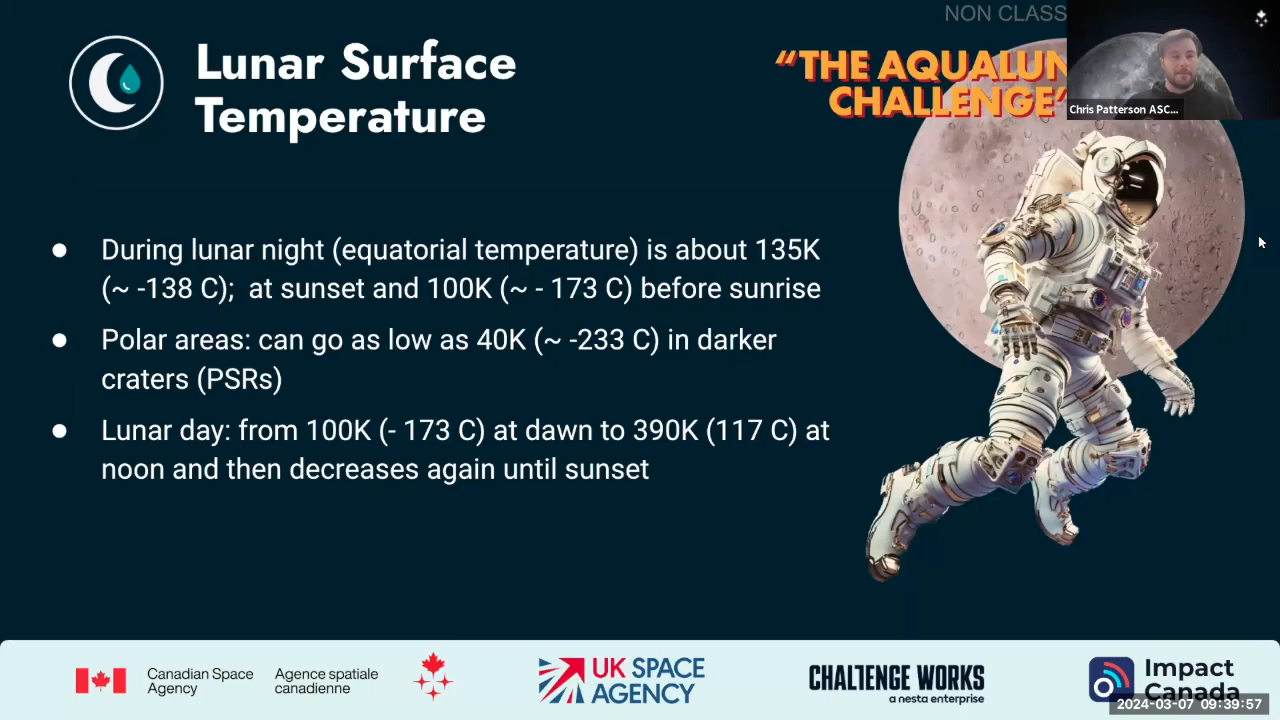 NON CLASS
Lunar Surface
Temperature
“THE AQUALUN
CHALLENGE”
Chris Patterson ASC...
● During lunar night (equatorial temperature) is about 135K
(~ -138 C);  at sunset and 100K (~ - 173 C) before sunrise
● Polar areas: can go as low as 40K (~ -233 C) in darker
craters (PSRs)
● Lunar day: from 100K (- 173 C) at dawn to 390K (117 C) at
noon and then decreases again until sunset
Canadian Space
Agency
Agence spatiale
canadienne
UK SPACE
AGENCY
CHALLENGE WORKS
a nesta enterprise
Impact
Canada
2024-03-07 09:39:57